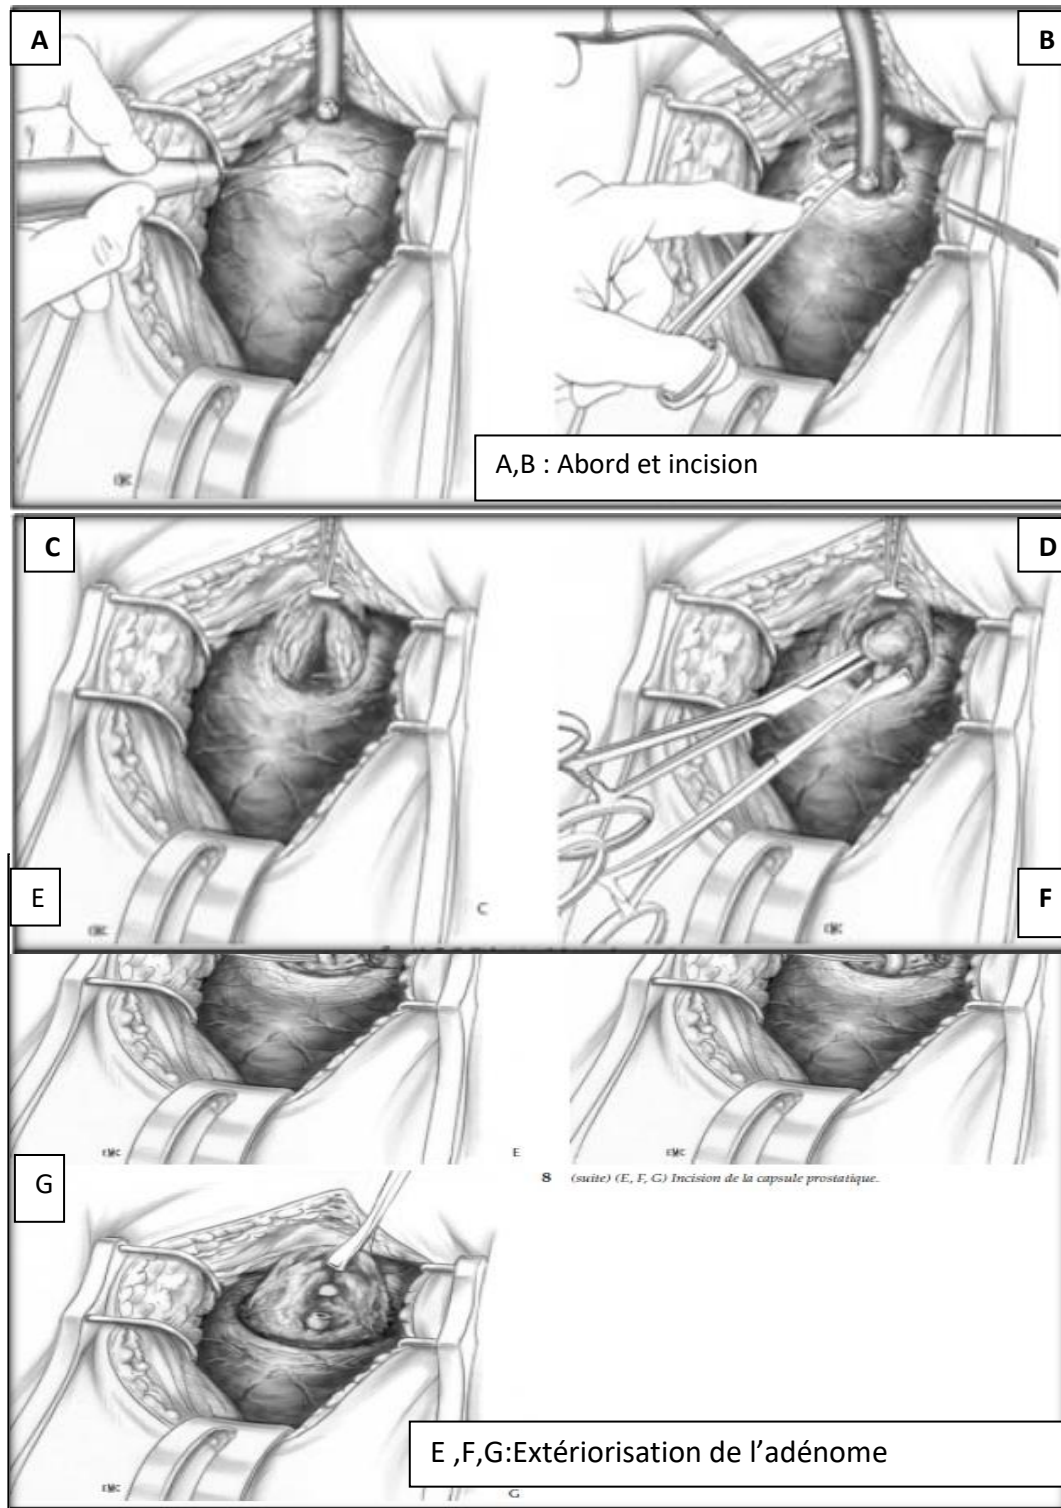 A
B
A,B : Abord et incision
C
D
E
C
F
E
8 (suite) (E, F, G) Incision de la capsule prostatique.
G
E ,F,G:Extériorisation de l’adénome
G